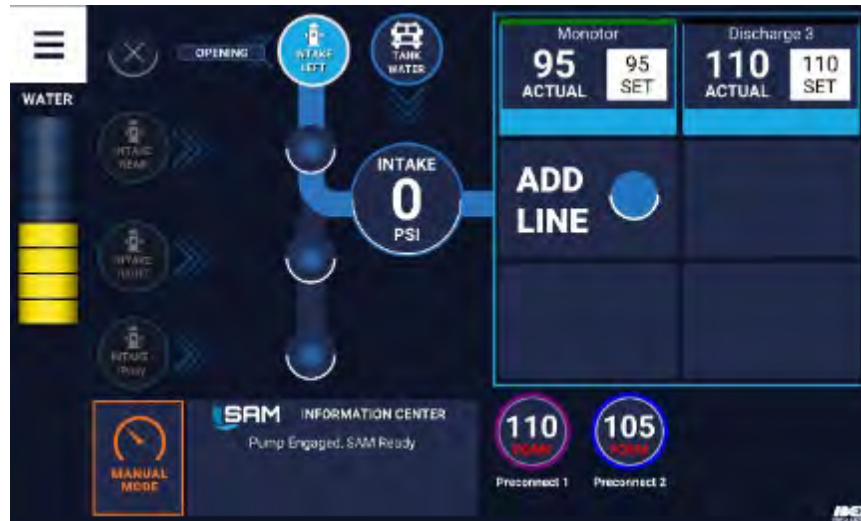 WATER
OPENING
INTAKE
LEFT
TANK
WATER
INTAKE
REAR
INTAKE
0
PSI
INTAKE
RIGHT
INTAKE
Monotor
95
ACTUAL
95
SET
Discharge 3
110
ACTUAL
110
SET
ADD
LINE
MANUAL
MODE
SAM INFORMATION CENTER
Pump Engaged. SAM Ready
110
Preconnect 1
105
Preconnect 2